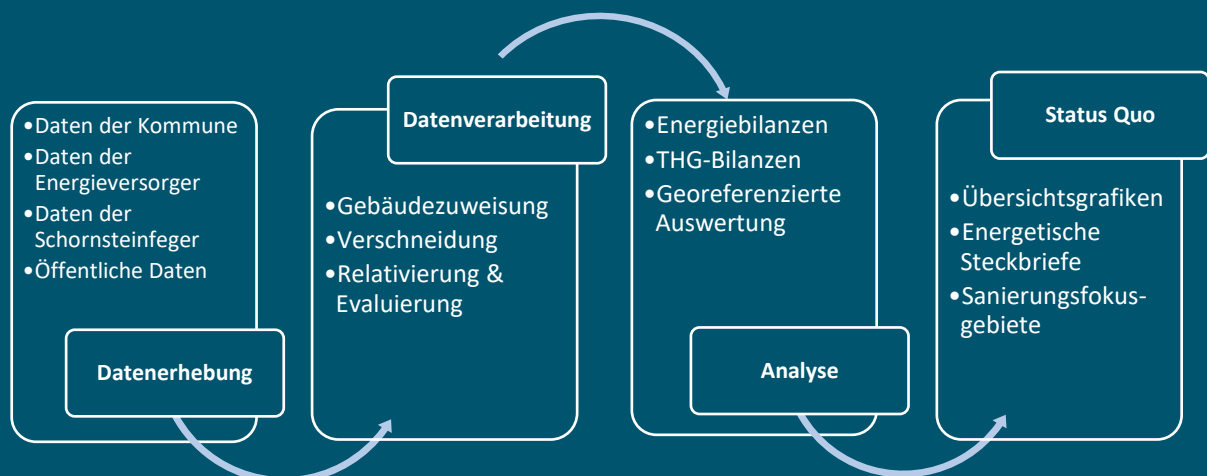 •Daten der Kommune
•Daten der
Energieversorger
•Daten der
Schornsteinfeger
•Öffentliche Daten
Datenerhebung
Datenverarbeitung
•Gebäudezuweisung
•Verschneidung
•Relativierung &
Evaluierung
•Energiebilanzen
•THG-Bilanzen
•Georeferenzierte
Auswertung
Analyse
Status Quo
•Übersichtsgrafiken
•Energetische
Steckbriefe
•Sanierungsfokus-
gebiete